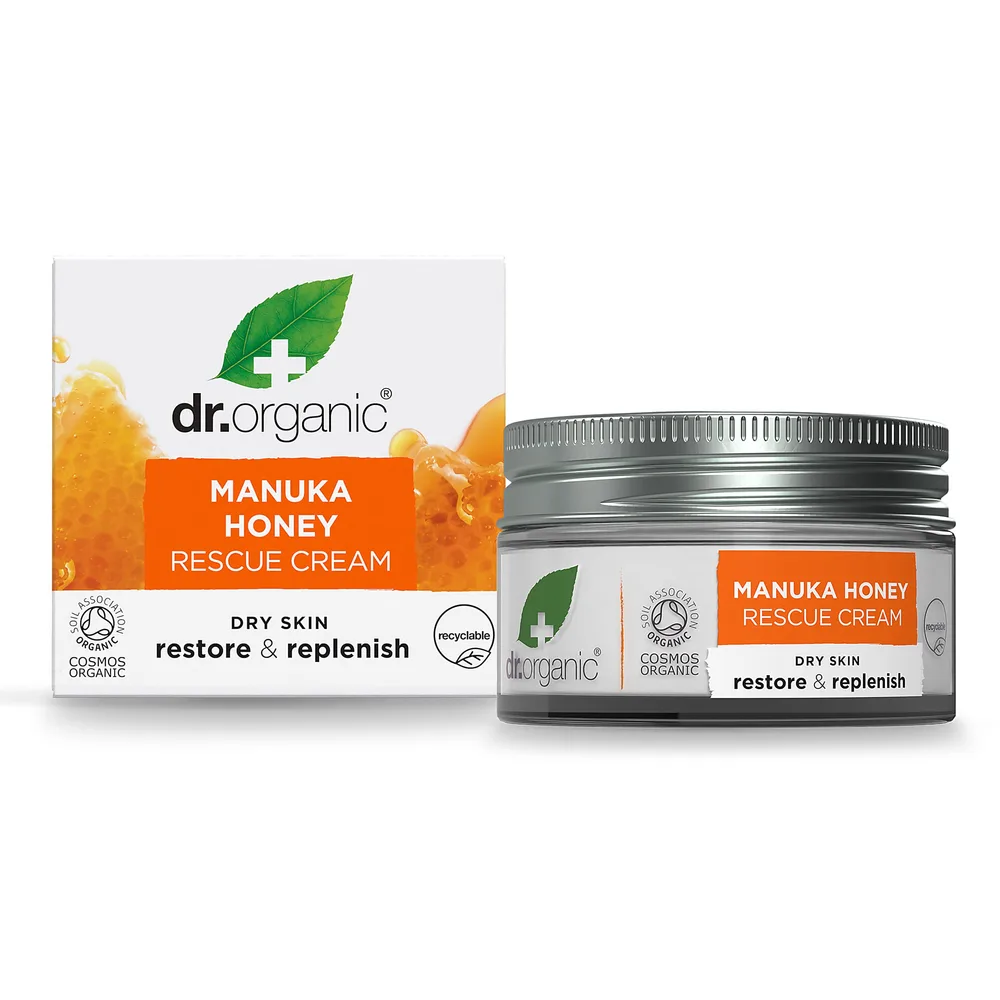 dr.organic®
MANUKA
HONEY
RESCUE CREAM
SOIL ASSOCIATION
ORGANIC
COSMOS
ORGANIC
DRY SKIN
restore & replenish
recyclable
dr.organic®
SOIL ASSOCIATION
ORGANIC
COSMOS
ORGANIC
MANUKA HONEY
RESCUE CREAM
DRY SKIN
restore & replenish
recyclable